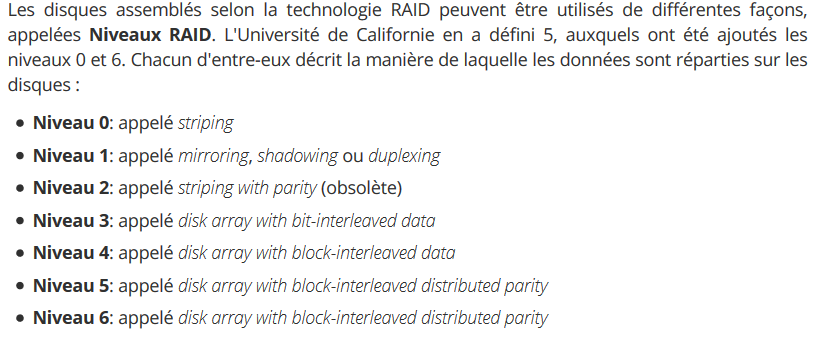 Les disques assemblés selon la technologie RAID peuvent être utilisés de différentes façons,
appelées Niveaux RAID. L'Université de Californie en a défini 5, auxquels ont été ajoutés les
niveaux 0 et 6. Chacun d'entre-eux décrit la manière de laquelle les données sont réparties sur les
disques :
• Niveau 0: appelé striping
• Niveau 1: appelé mirroring, shadowing ou duplexing
• Niveau 2: appelé striping with parity (obsolète)
• Niveau 3: appelé disk array with bit-interleaved data
• Niveau 4: appelé disk array with block-interleaved data
• Niveau 5: appelé disk array with block-interleaved distributed parity
• Niveau 6: appelé disk array with block-interleaved distributed parity